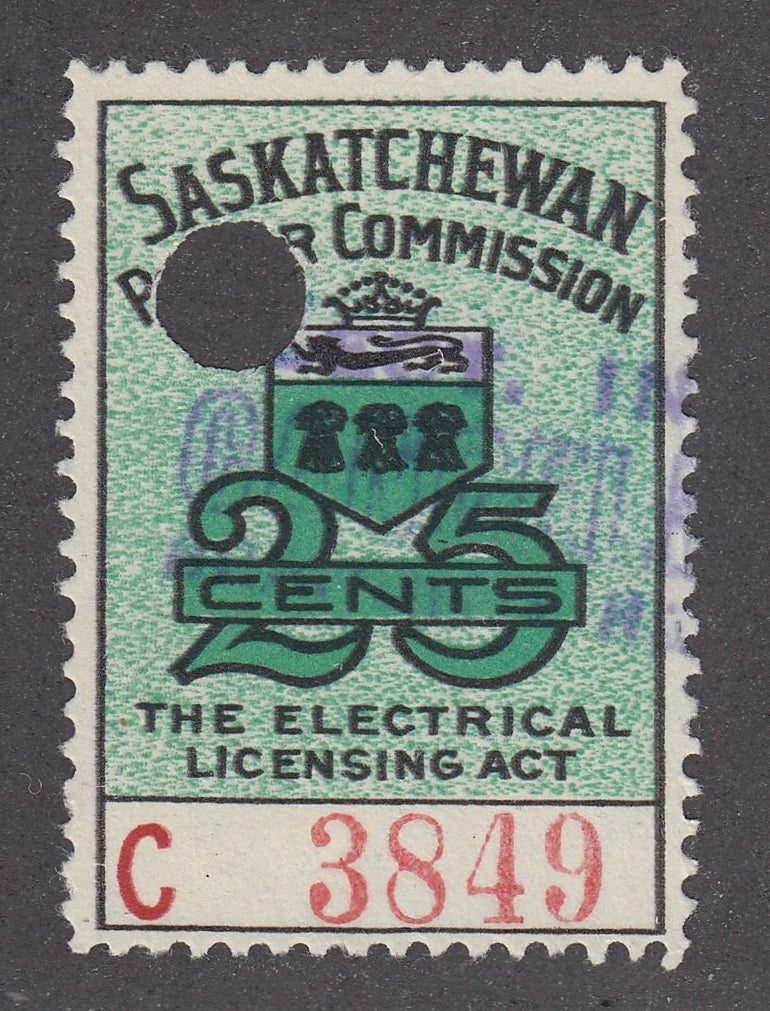 SASKATCHEWAN
COMMISSION
25
CENTS
THE ELECTRICAL
LICENSING ACT
C 3849